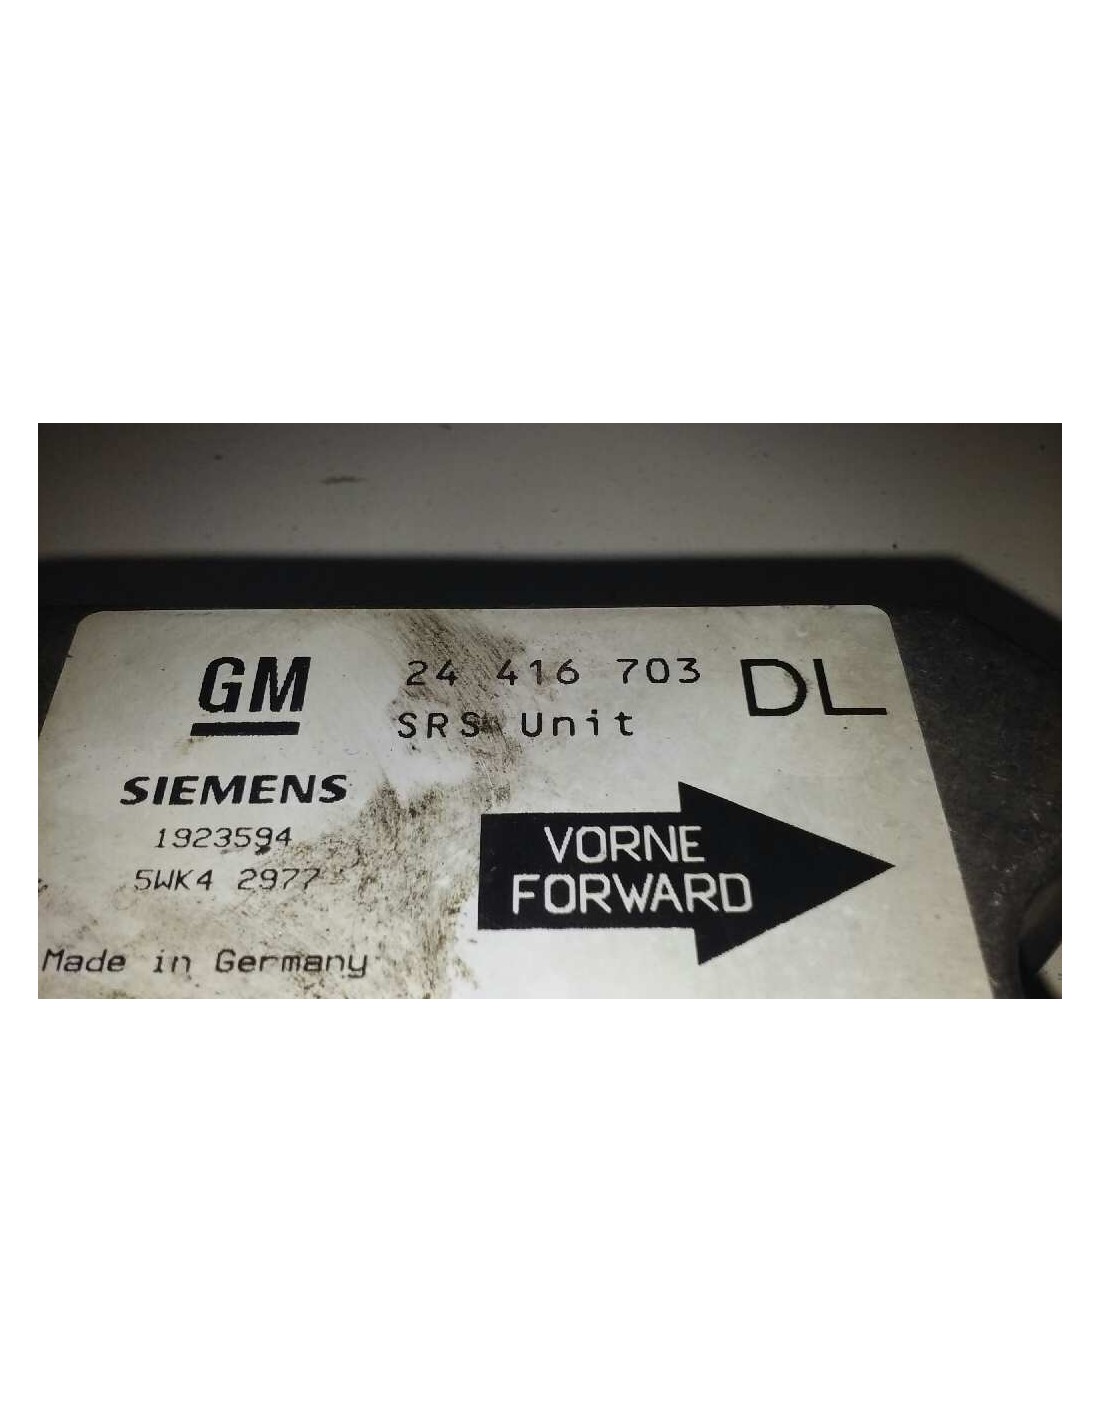 GM
24 416 703
DL
SRS Unit
SIEMENS
1923594
5WK4 2977
VORNE
FORWARD
Made in Germany